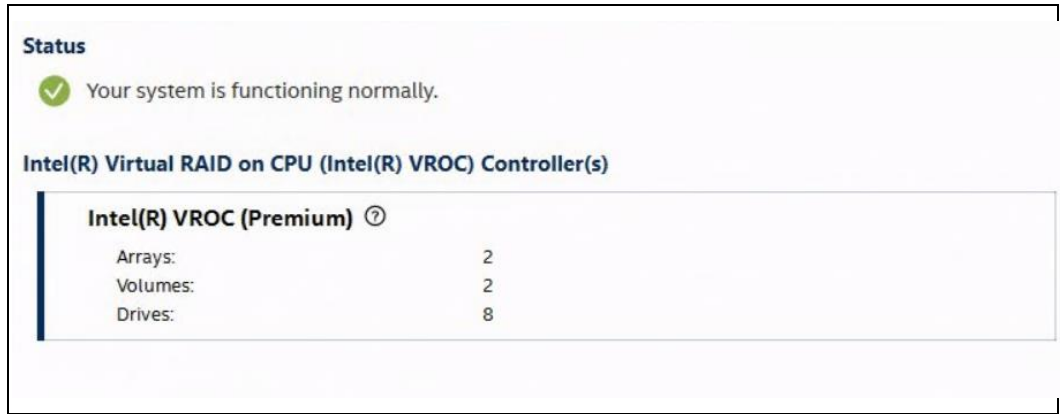 Status
Your system is functioning normally.
Intel(R) Virtual RAID on CPU (Intel(R) VROC) Controller(s)
Intel(R) VROC (Premium) ?
Arrays: 2
Volumes: 2
Drives: 8